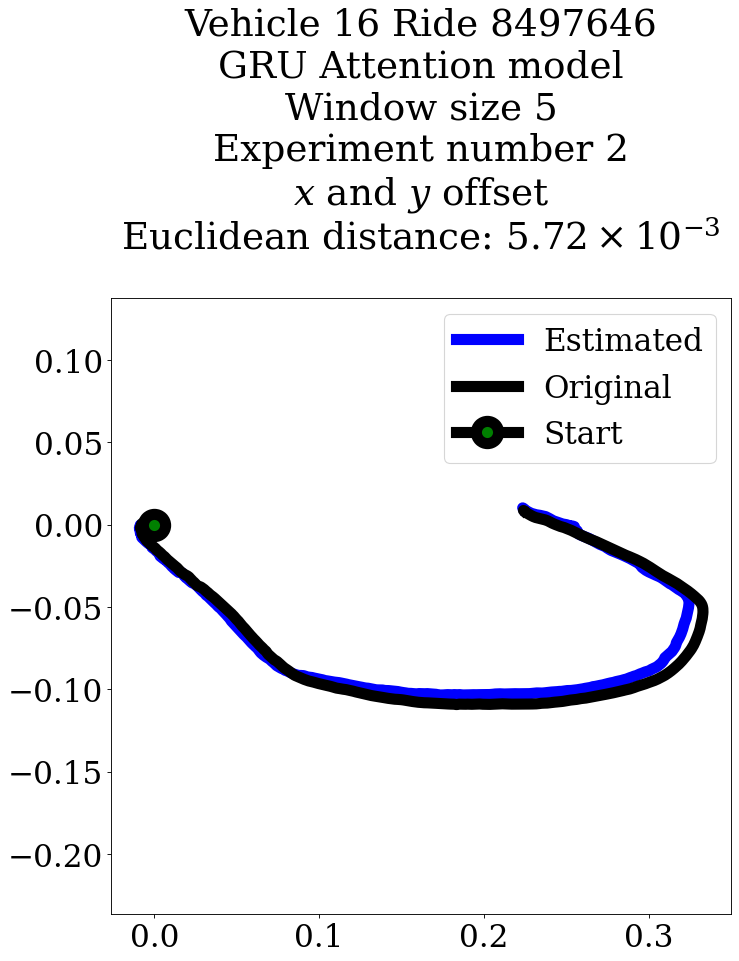 Vehicle 16 Ride 8497646
GRU Attention model
Window size 5
Experiment number 2
x and y offset
Euclidean distance: 5.72 × 10⁻³
Estimated
Original
Start
0.10
0.05
0.00
−0.05
−0.10
−0.15
−0.20
0.0 0.1 0.2 0.3